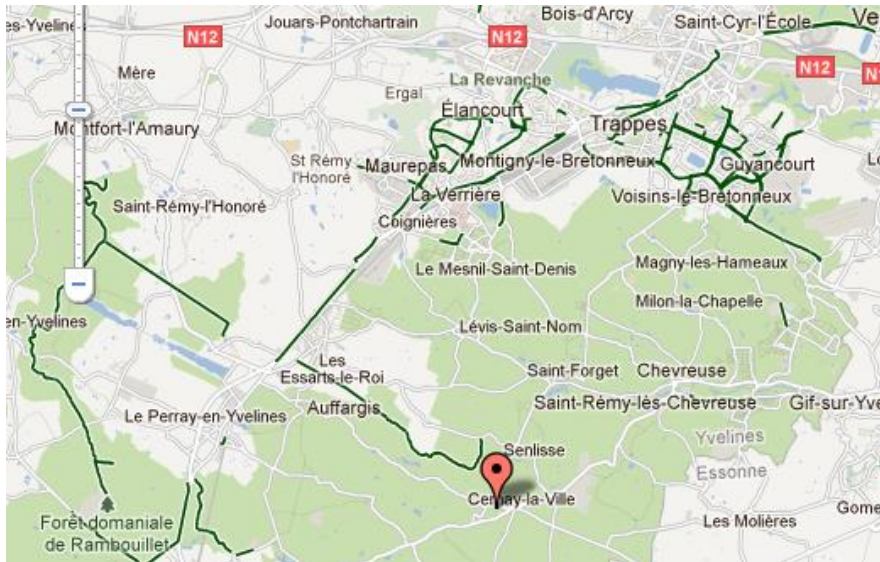 es-Yvelines
Jouars-Pontchartrain
Bois-d'Arcy
Saint-Cyr-l'École
Ve
N12
N12
N12
N
Mère
Ergal
La Revanche
Élancourt
Trappes
Montfort-l'Amaury
St Rémy
l'Honoré
Maurepas
Montigny-le-Bretonneux
Guyancourt
La Verrière
Voisins-le-Bretonneux
Saint-Rémy-l'Honoré
Coignières
Le Mesnil-Saint-Denis
Magny-les-Hameaux
Milon-la-Chapelle
en-Yvelines
Lévis-Saint-Nom
Les
Essarts-le-Roi
Saint-Forget
Chevreuse
Auffargis
Saint-Rémy-lès-Chevreuse
Gif-sur-Yve
Le Perray-en-Yvelines
Yvelines
Senlisse
Essonne
Cernay-la-Ville
Gome
Les Molières
Forêt domaniale
de Rambouillet